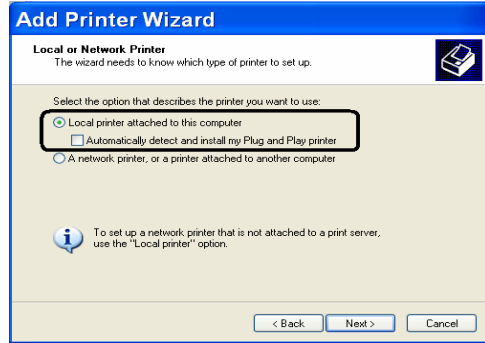 Add Printer Wizard
Local or Network Printer
The wizard needs to know which type of printer to set up.
Select the option that describes the printer you want to use:
Local printer attached to this computer
Automatically detect and install my Plug and Play printer
A network printer, or a printer attached to another computer
To set up a network printer that is not attached to a print server,
use the "Local printer" option.
< Back Next > Cancel